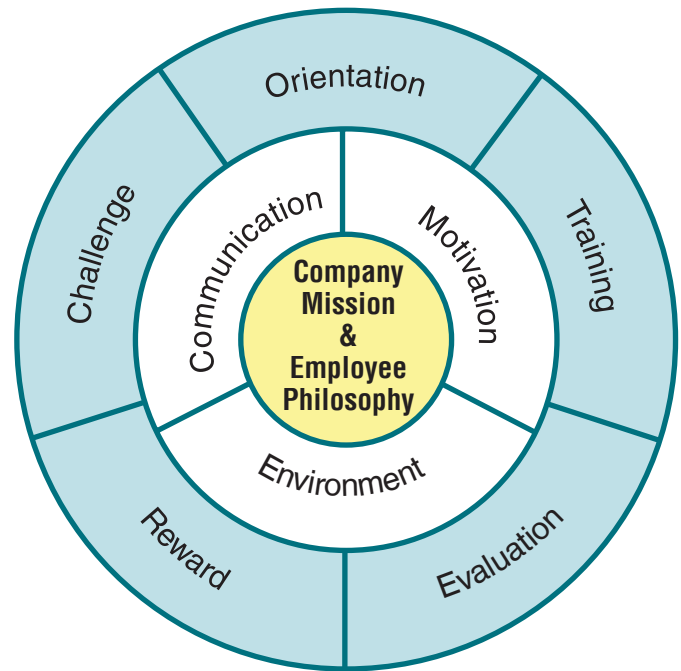 Orientation
Training
Evaluation
Reward
Challenge
Communication
Motivation
Environment
Company
Mission
&
Employee
Philosophy